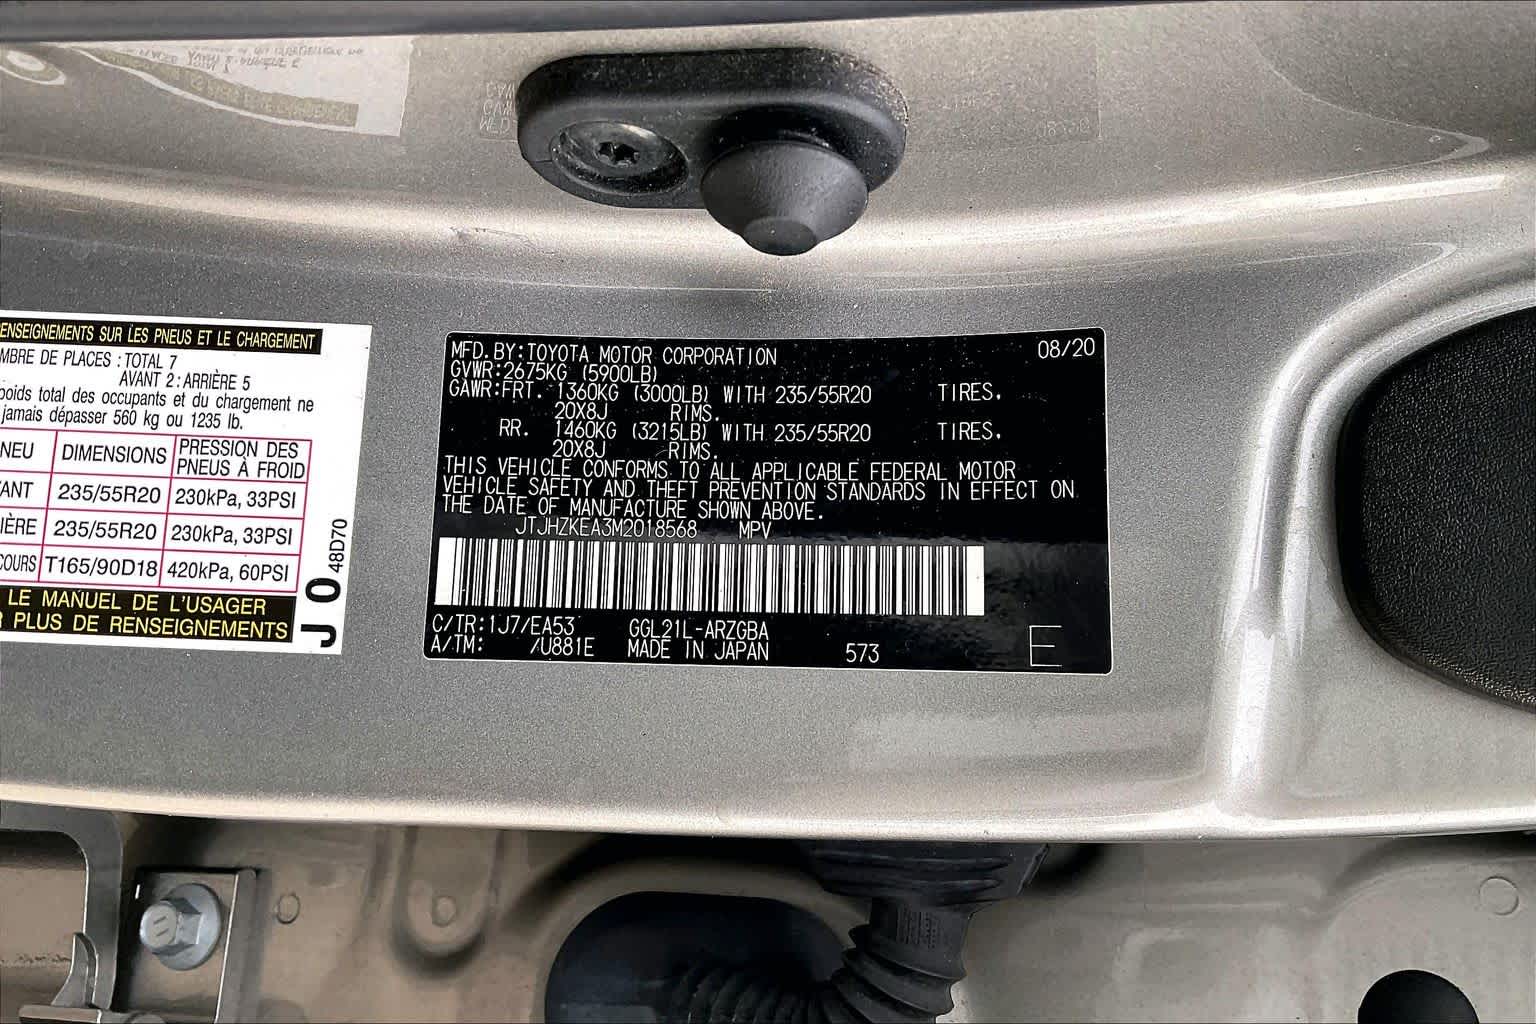 RENSEIGNEMENTS SUR LES PNEUS ET LE CHARGEMENT
MBRE DE PLACES : TOTAL 7
AVANT 2 : ARRIÈRE 5
poids total des occupants et du chargement ne
jamais dépasser 560 kg ou 1235 lb.
NEU DIMENSIONS PRESSION DES PNEUS À FROID
ANT 235/55R20 230kPa, 33PSI
IÈRE 235/55R20 230kPa, 33PSI
COURS T165/90D18 420kPa, 60PSI
LE MANUEL DE L'USAGER
R PLUS DE RENSEIGNEMENTS
J O 48D70
MFD. BY: TOYOTA MOTOR CORPORATION 08/20
GVWR: 2675KG (5900LB)
GAWR: FRT. 1360KG (3000LB) WITH 235/55R20 TIRES.
20X8J RIMS.
RR. 1460KG (3215LB) WITH 235/55R20 TIRES.
20X8J RIMS.
THIS VEHICLE CONFORMS TO ALL APPLICABLE FEDERAL MOTOR
VEHICLE SAFETY AND THEFT PREVENTION STANDARDS IN EFFECT ON
THE DATE OF MANUFACTURE SHOWN ABOVE.
JTJHZKEA3M2018568 MPV
C/TR: 1J7/EA53 GGL21L-ARZGBA
A/TM: /U881E MADE IN JAPAN 573 E